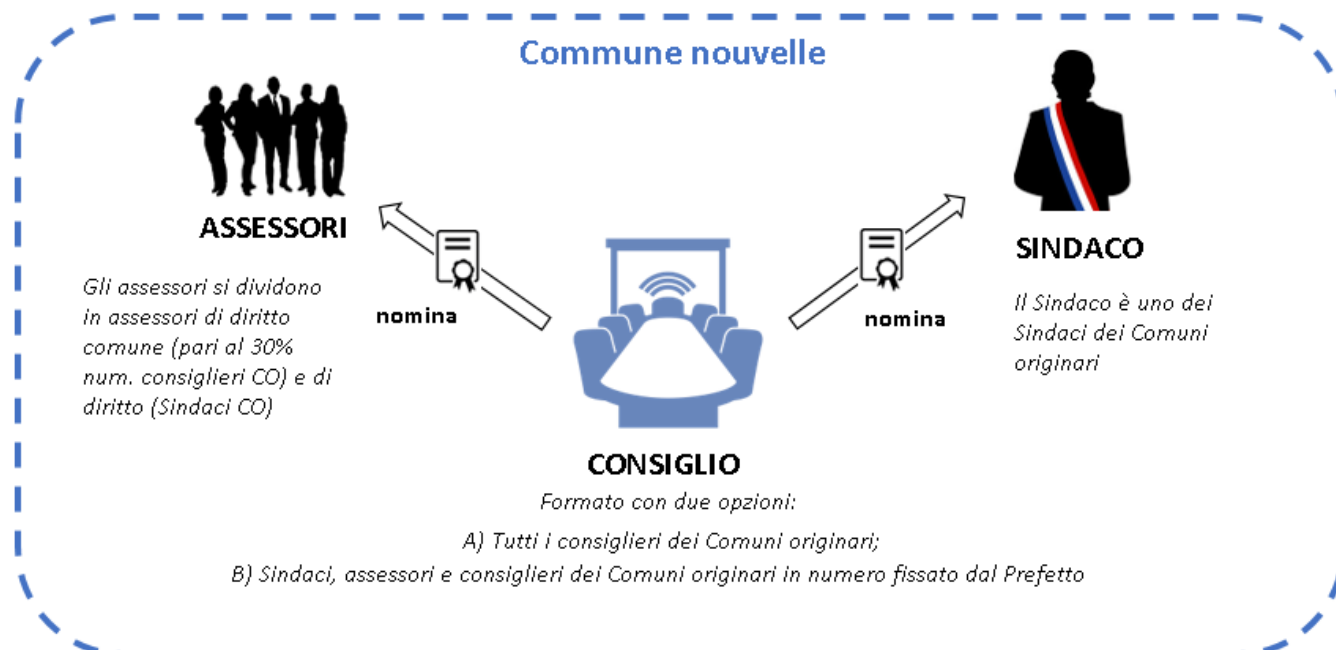 Commune nouvelle
ASSESSORI
Gli assessori si dividono
in assessori di diritto
comune (pari al 30%
num. consiglieri CO) e di
diritto (Sindaci CO)
nomina
nomina
SINDACO
Il Sindaco è uno dei
Sindaci dei Comuni
originari
CONSIGLIO
Formato con due opzioni:
A) Tutti i consiglieri dei Comuni originari;
B) Sindaci, assessori e consiglieri dei Comuni originari in numero fissato dal Prefetto